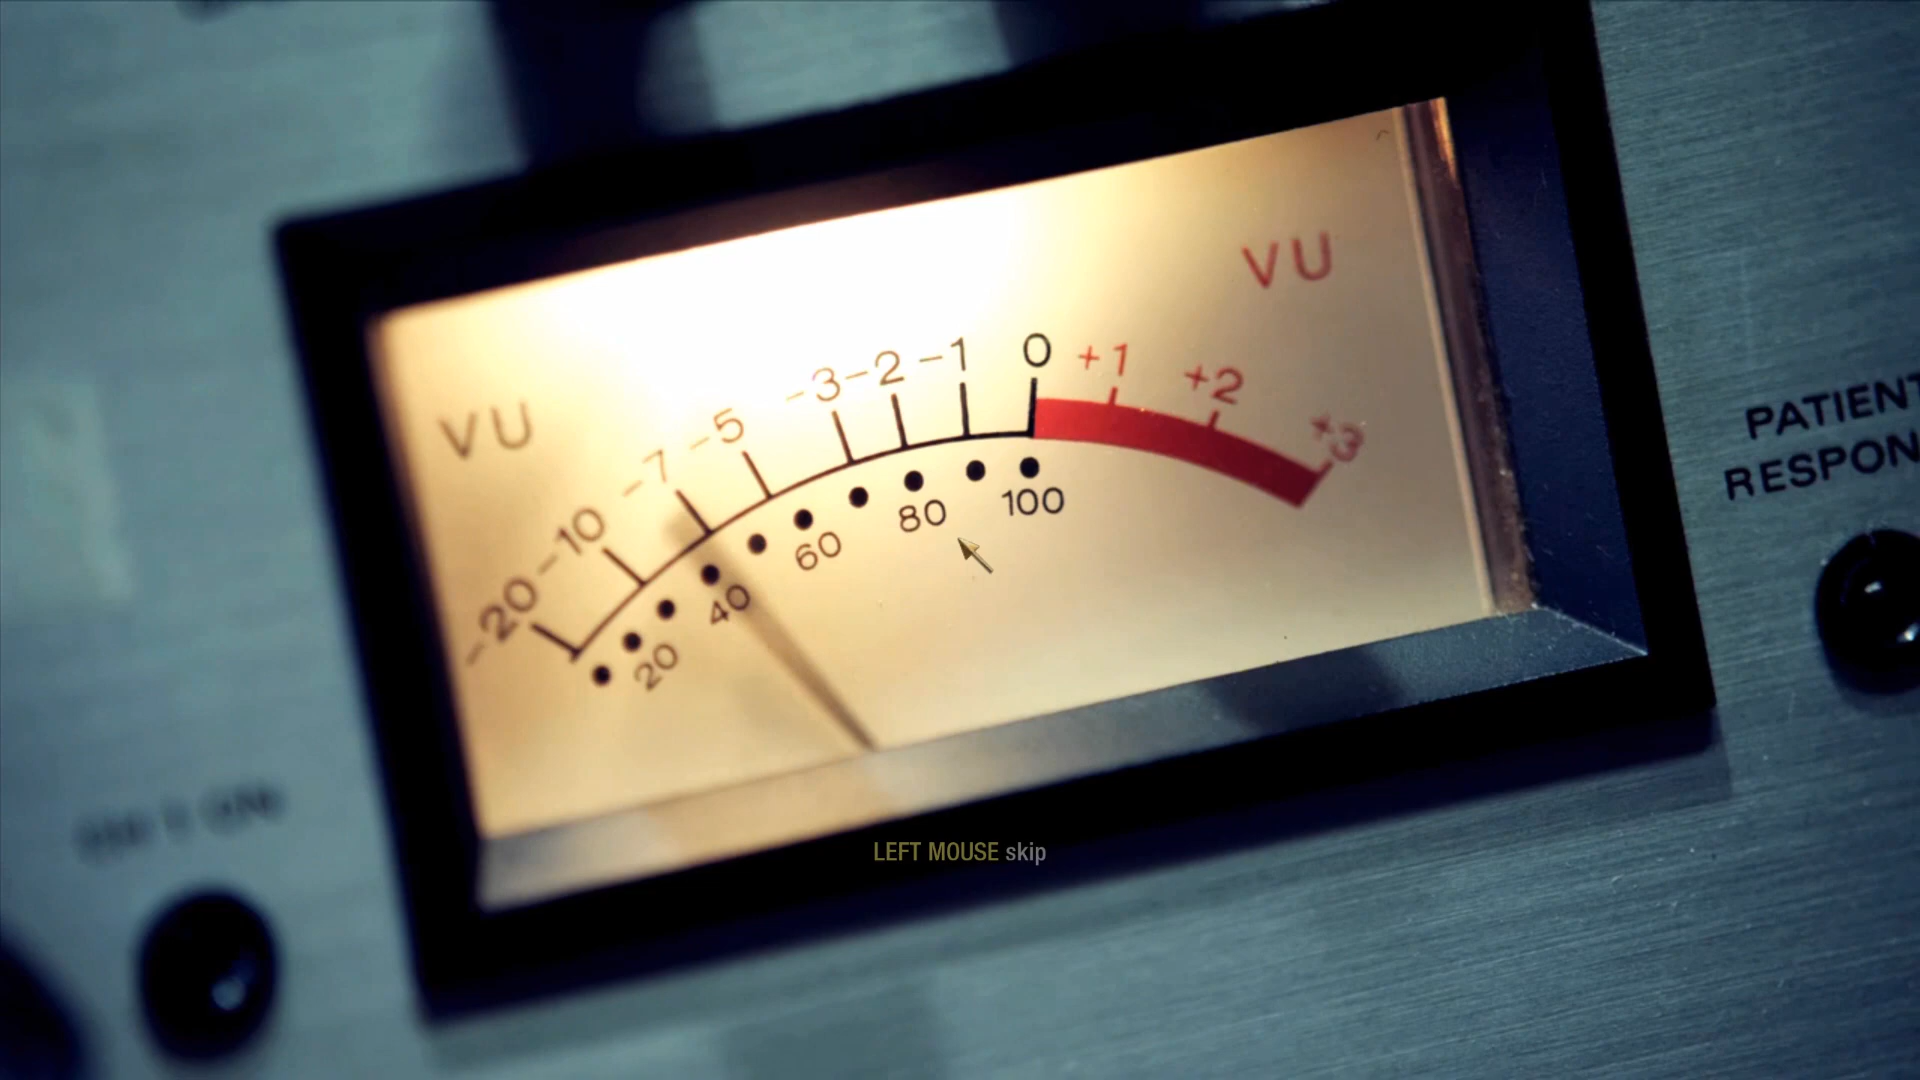 VU
VU
-20 -10 -7 -5 -3 -2 -1 0 +1 +2 +3
20 40 60 80 100
PATIENT
RESPON
LEFT MOUSE skip